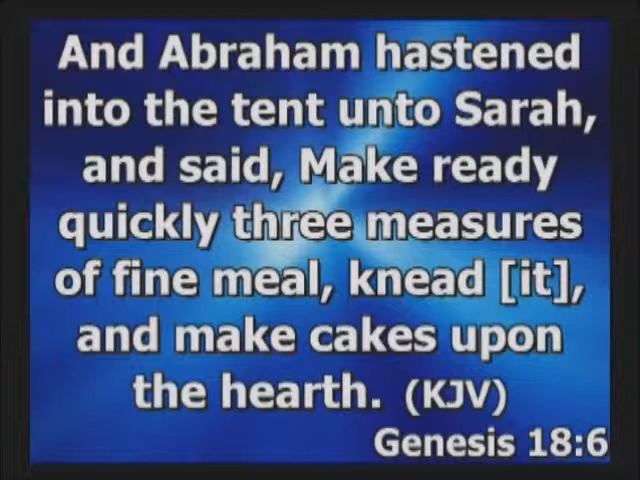 And Abraham hastened
into the tent unto Sarah,
and said, Make ready
quickly three measures
of fine meal, knead [it],
and make cakes upon
the hearth. (KJV)
Genesis 18:6